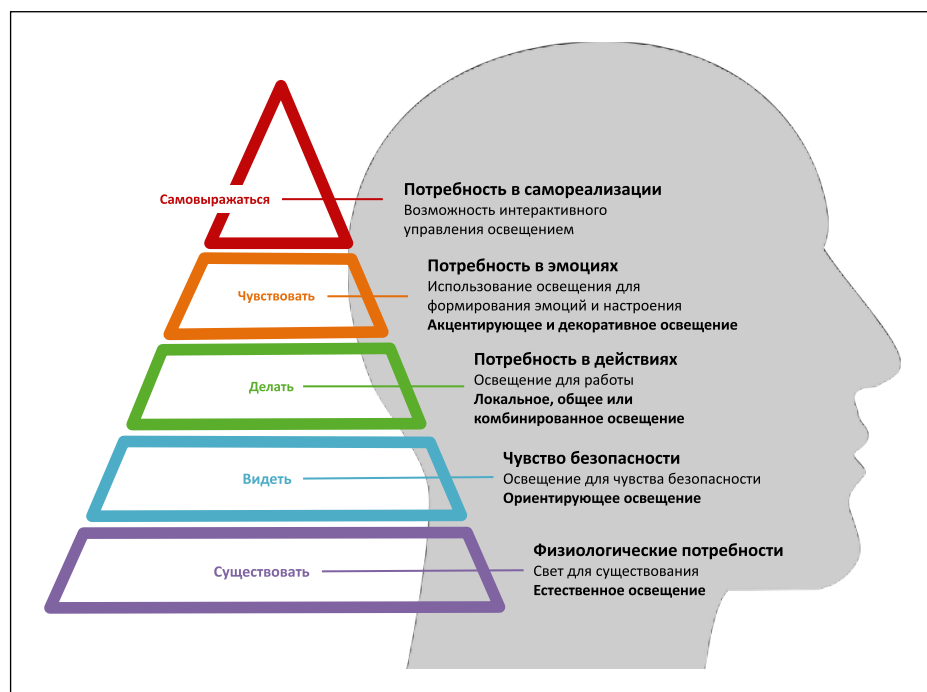 Самовыражаться
Потребность в самореализации
Возможность интерактивного
управления освещением
Чувствовать
Потребность в эмоциях
Использование освещения для
формирования эмоций и настроения
Акцентирующее и декоративное освещение
Делать
Потребность в действиях
Освещение для работы
Локальное, общее или
комбинированное освещение
Видеть
Чувство безопасности
Освещение для чувства безопасности
Ориентирующее освещение
Существовать
Физиологические потребности
Свет для существования
Естественное освещение